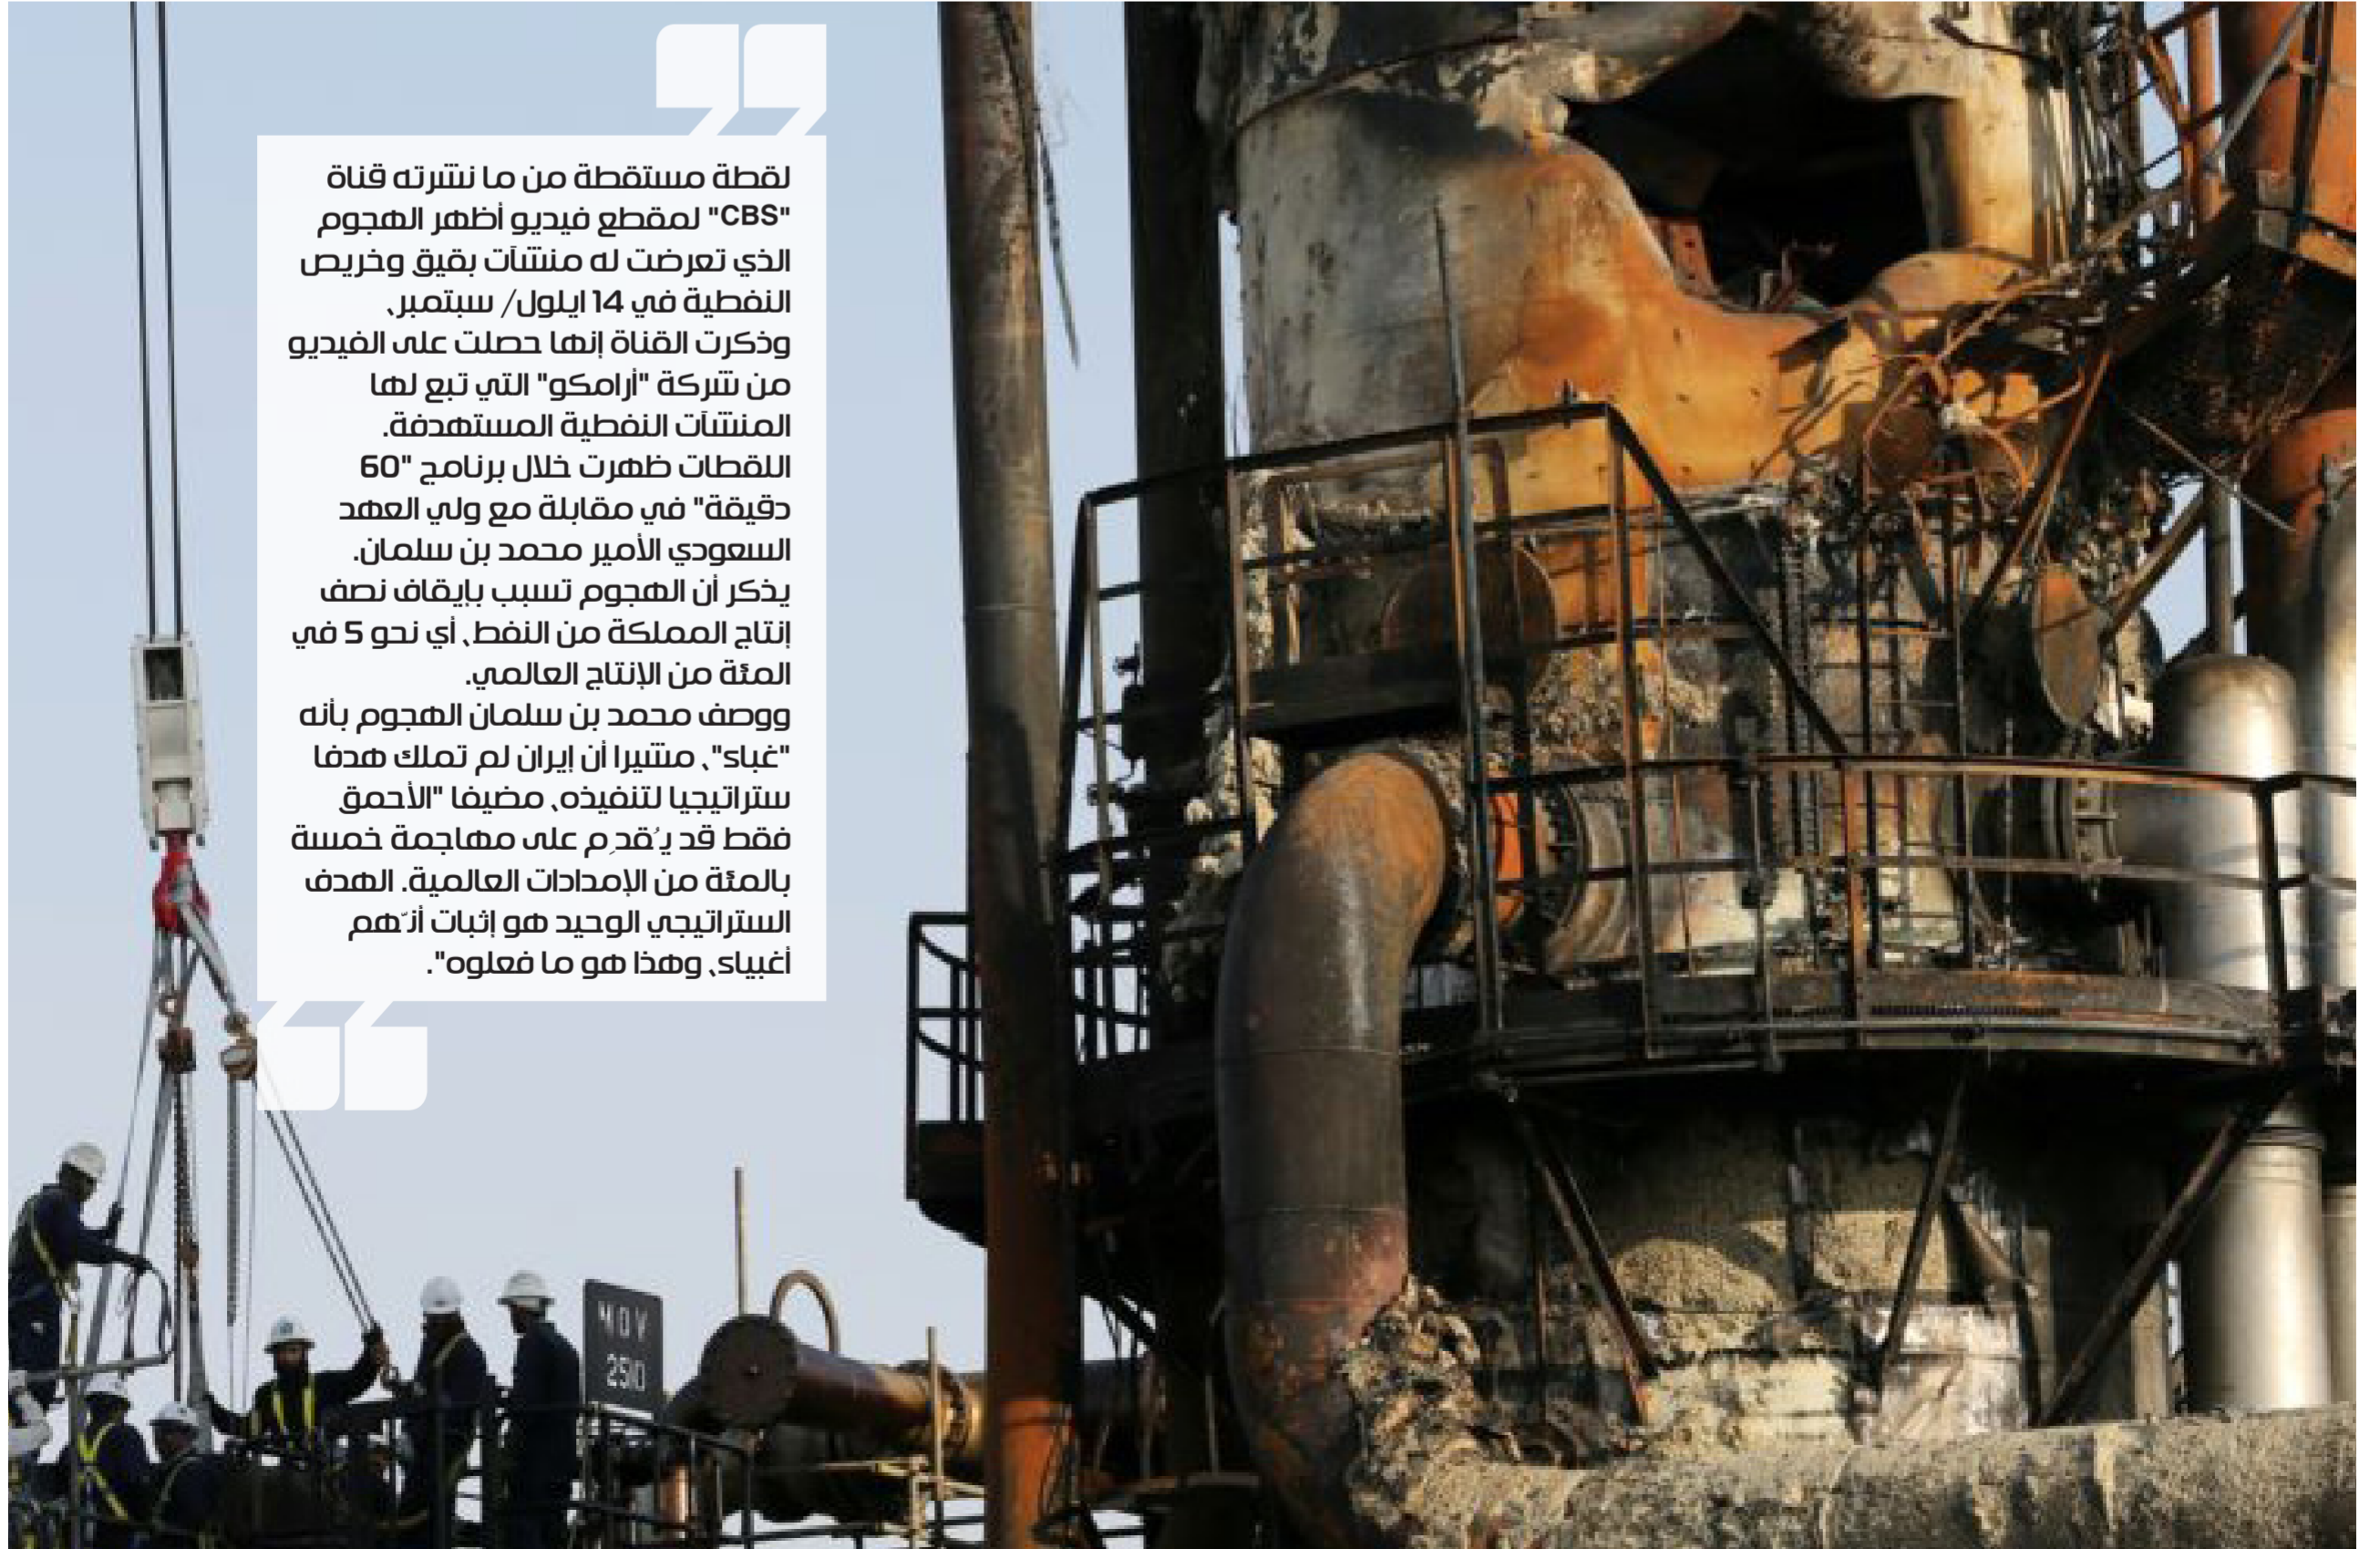 لقطة مستقطة من ما نشرته قناة
"CBS" لمقطع فيديو أظهر الهجوم
الذي تعرضت له منشآت بقيق وخريص
النفطية في 14 ايلول/ سبتمبر،
وذكرت القناة إنها حصلت على الفيديو
من شركة "أرامكو" التي تبع لها
المنشآت النفطية المستهدفة.
اللقطات ظهرت خلال برنامج "60
دقيقة" في مقابلة مع ولي العهد
السعودي الأمير محمد بن سلمان.
يذكر أن الهجوم تسبب بإيقاف نصف
إنتاج المملكة من النفط، أي نحو 5 في
المئة من الإنتاج العالمي.
ووصف محمد بن سلمان الهجوم بأنه
"غباء"، مشيرا أن إيران لم تملك هدفا
ستراتيجيا لتنفيذه، مضيفا "الأحمق
فقط قد يُقدِم على مهاجمة خمسة
بالمئة من الإمدادات العالمية. الهدف
الستراتيجي الوحيد هو إثبات أنّهم
أغبياء، وهذا هو ما فعلوه".
MOV
2510